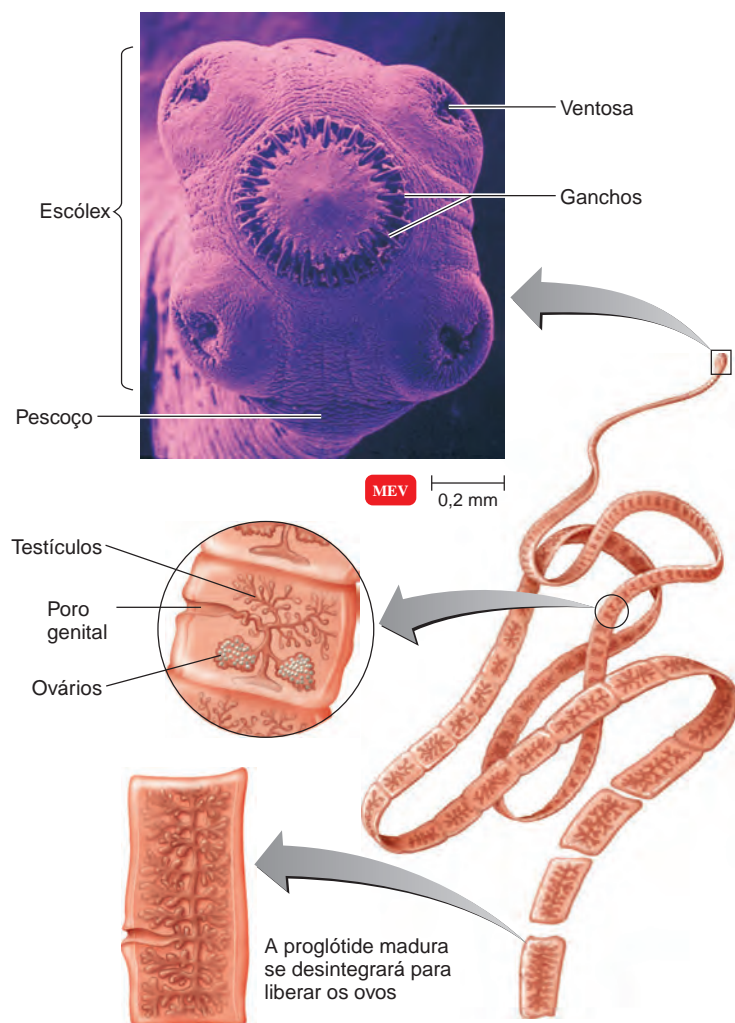 Ventosa
Ganchos
Escólex
Pescoço
MEV
0,2 mm
Testículos
Poro
genital
Ovários
A proglótide madura
se desintegrará para
liberar os ovos